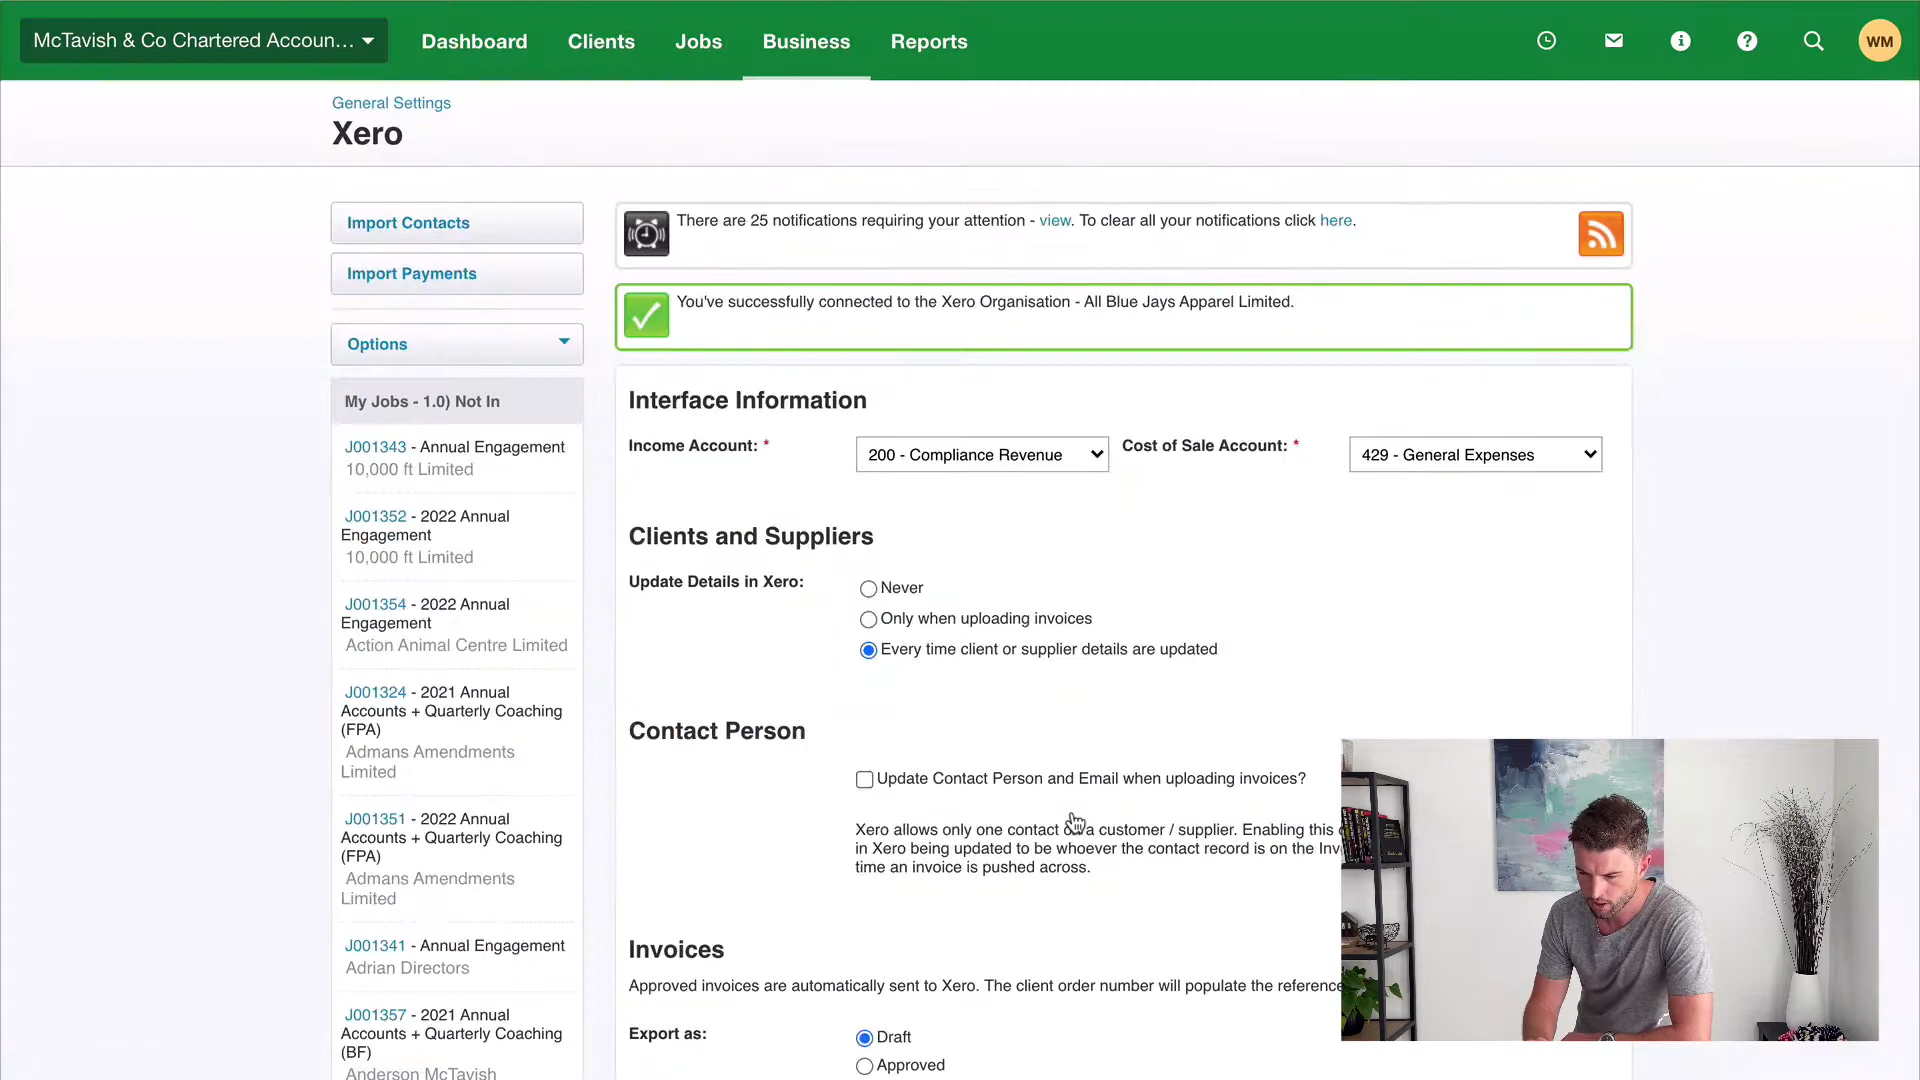 McTavish & Co Chartered Accoun...
Dashboard
Clients
Jobs
Business
Reports
WM
General Settings
Xero
Import Contacts
Import Payments
Options
My Jobs - 1.0) Not In
J001343 - Annual Engagement
10,000 ft Limited
J001352 - 2022 Annual
Engagement
10,000 ft Limited
J001354 - 2022 Annual
Engagement
Action Animal Centre Limited
J001324 - 2021 Annual
Accounts + Quarterly Coaching
(FPA)
Admans Amendments
Limited
J001351 - 2022 Annual
Accounts + Quarterly Coaching
(FPA)
Admans Amendments
Limited
J001341 - Annual Engagement
Adrian Directors
J001357 - 2021 Annual
Accounts + Quarterly Coaching
(BF)
Anderson McTavish
There are 25 notifications requiring your attention - view. To clear all your notifications click here.
You've successfully connected to the Xero Organisation - All Blue Jays Apparel Limited.
Interface Information
Income Account: *
200 - Compliance Revenue
Cost of Sale Account: *
429 - General Expenses
Clients and Suppliers
Update Details in Xero:
Never
Only when uploading invoices
Every time client or supplier details are updated
Contact Person
Update Contact Person and Email when uploading invoices?
Xero allows only one contact a customer / supplier. Enabling this
in Xero being updated to be whoever the contact record is on the Inv
time an invoice is pushed across.
Invoices
Approved invoices are automatically sent to Xero. The client order number will populate the reference
Export as:
Draft
Approved